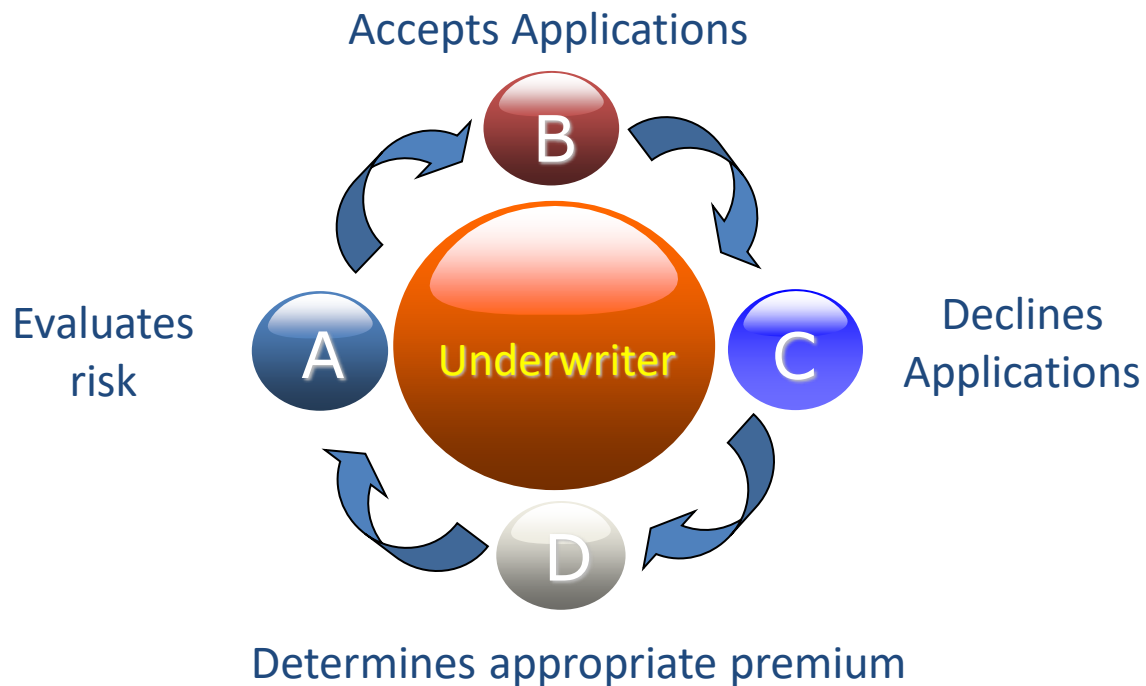 Accepts Applications
B
Evaluates
risk
A
Underwriter
C
Declines
Applications
D
Determines appropriate premium